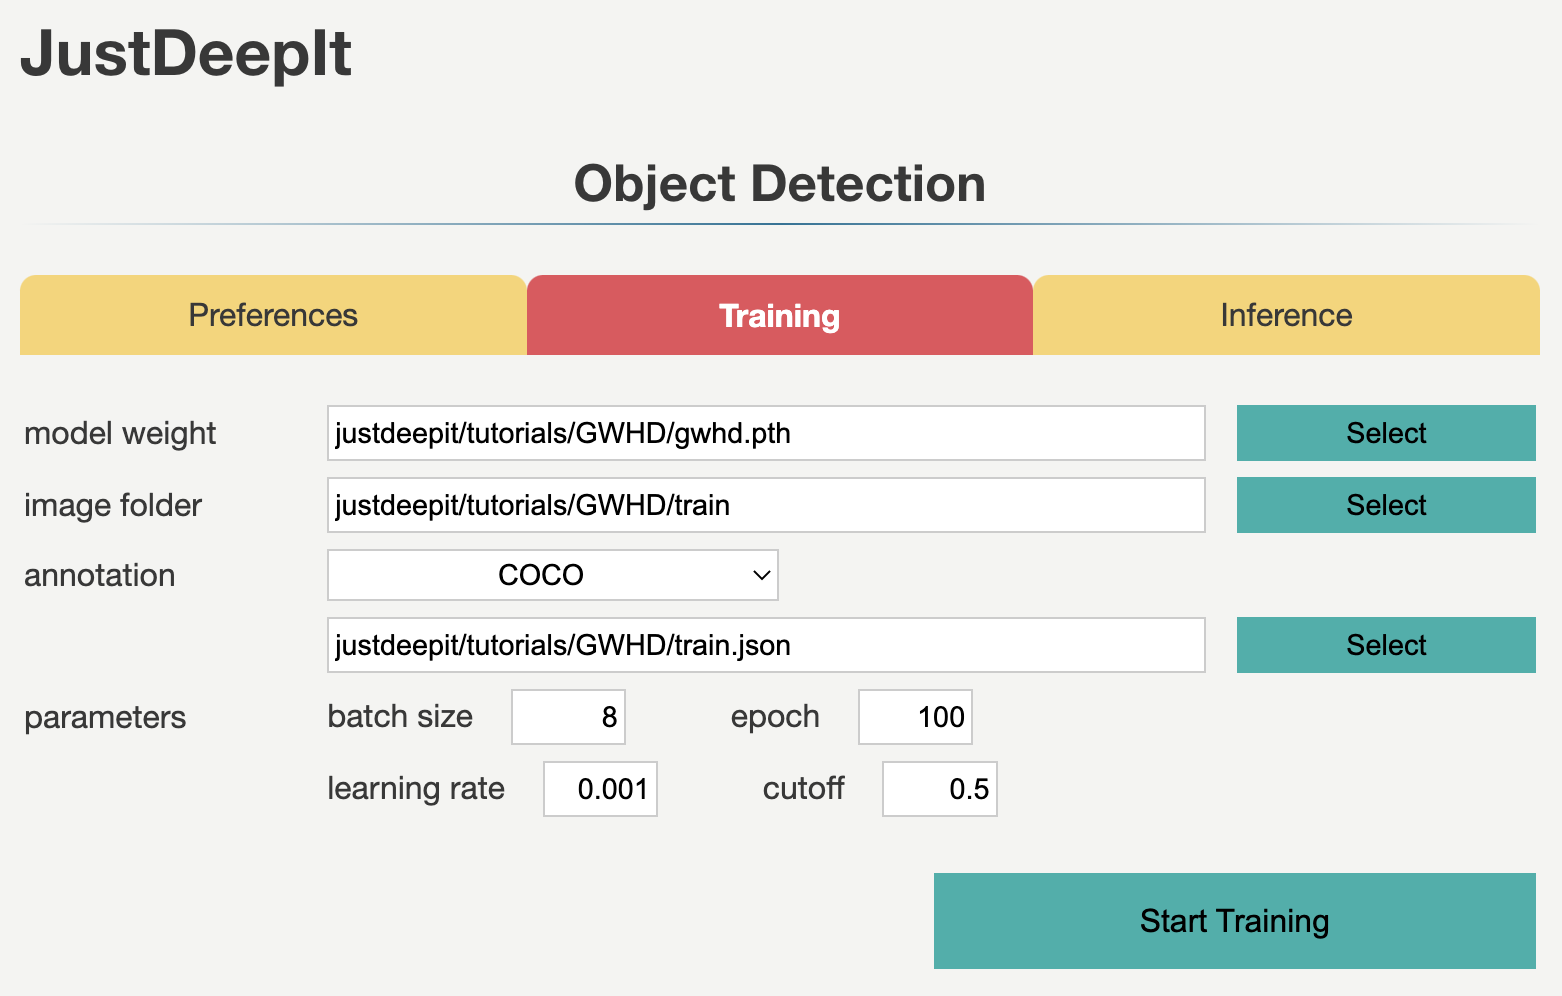 JustDeepIt
Object Detection
Preferences Training Inference
model weight justdeepit/tutorials/GWHD/gwhd.pth Select
image folder justdeepit/tutorials/GWHD/train Select
annotation COCO
justdeepit/tutorials/GWHD/train.json Select
parameters batch size 8 epoch 100
learning rate 0.001 cutoff 0.5
Start Training